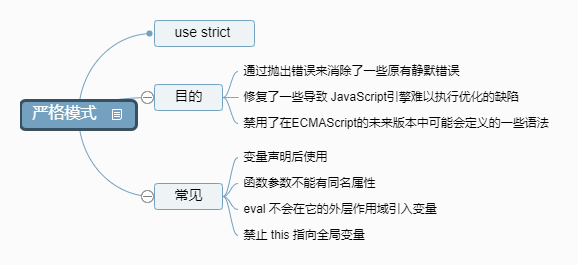 严格模式
use strict
目的
通过抛出错误来消除了一些原有静默错误
修复了一些导致 JavaScript引擎难以执行优化的缺陷
禁用了在ECMAScript的未来版本中可能会定义的一些语法
常见
变量声明后使用
函数参数不能有同名属性
eval 不会在它的外层作用域引入变量
禁止 this 指向全局变量